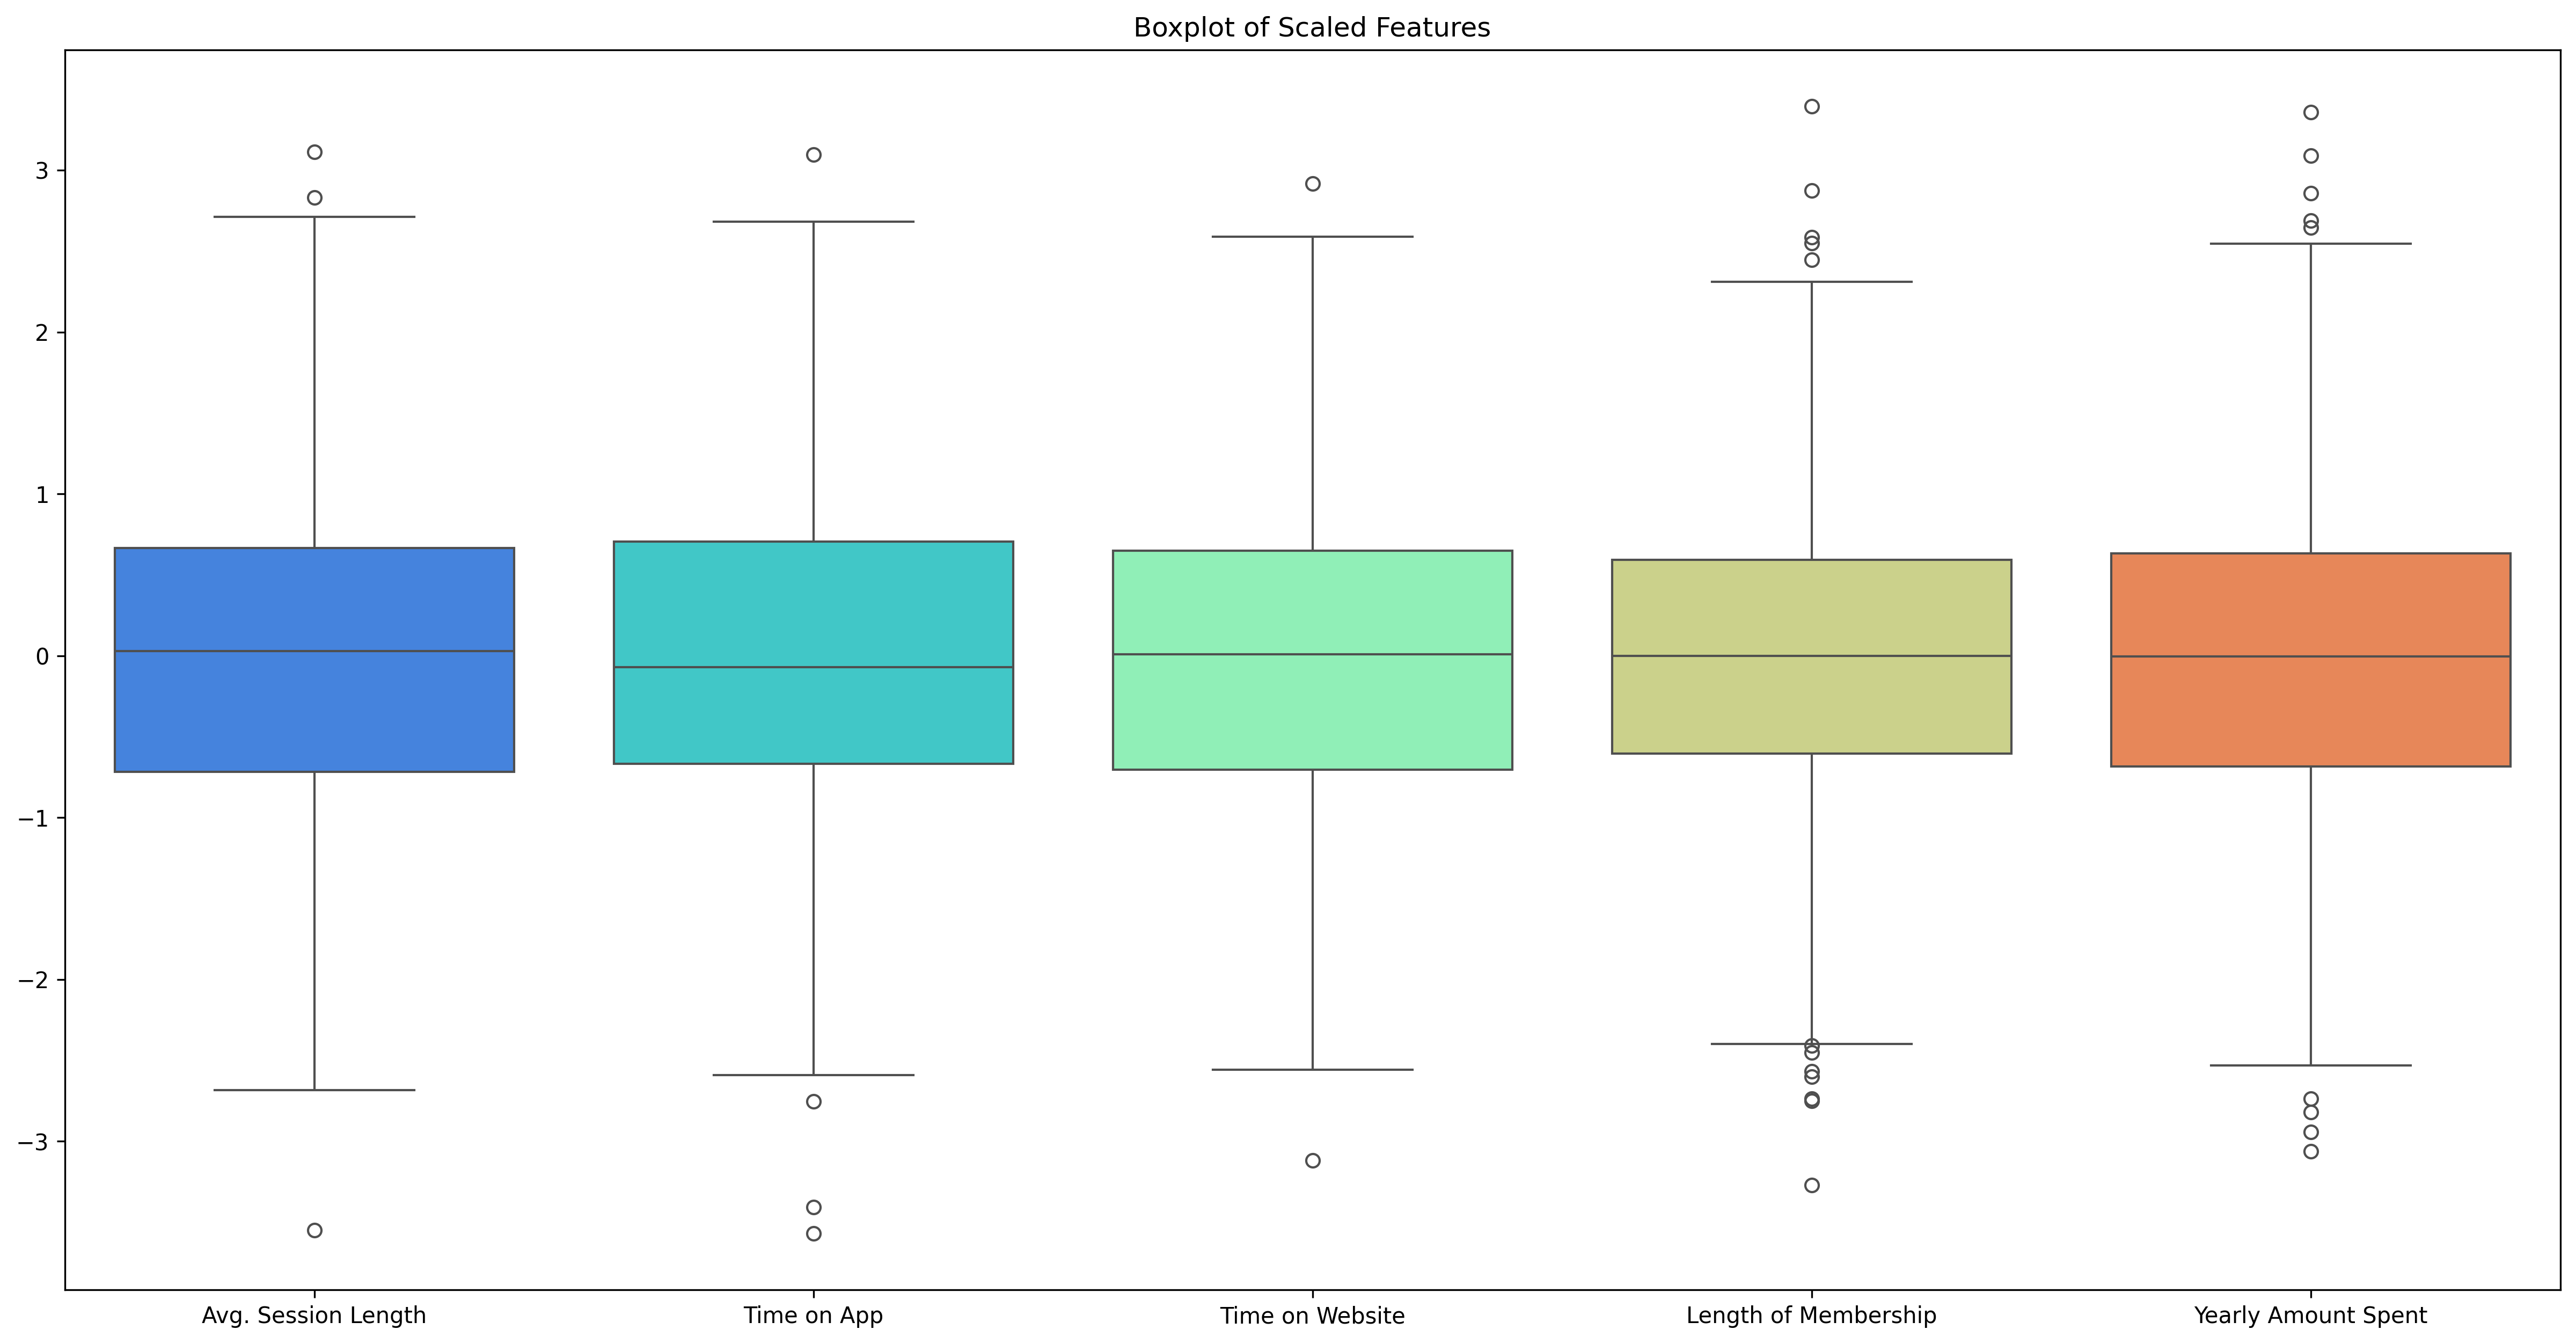 Boxplot of Scaled Features
3
2
1
0
−1
−2
−3
Avg. Session Length
Time on App
Time on Website
Length of Membership
Yearly Amount Spent